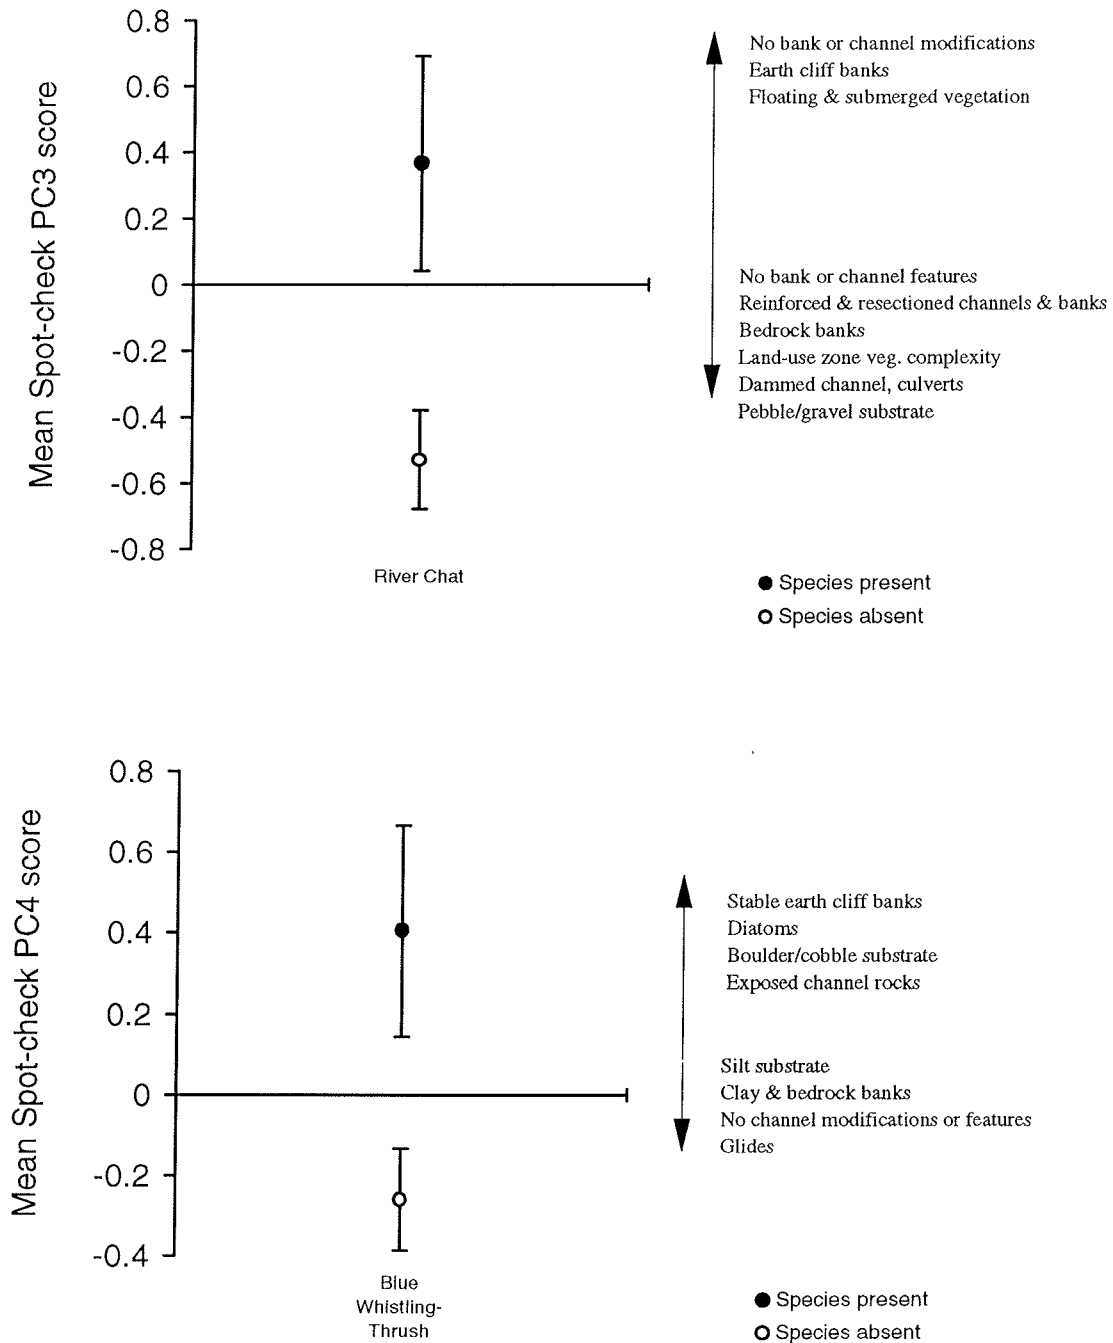 Mean Spot-check PC3 score
0.8
0.6
0.4
0.2
0
-0.2
-0.4
-0.6
-0.8
River Chat
No bank or channel modifications
Earth cliff banks
Floating & submerged vegetation
No bank or channel features
Reinforced & resectioned channels & banks
Bedrock banks
Land-use zone veg. complexity
Dammed channel, culverts
Pebble/gravel substrate
Species present
Species absent
Mean Spot-check PC4 score
0.8
0.6
0.4
0.2
0
-0.2
-0.4
Blue
Whistling-
Thrush
Stable earth cliff banks
Diatoms
Boulder/cobble substrate
Exposed channel rocks
Silt substrate
Clay & bedrock banks
No channel modifications or features
Glides
Species present
Species absent